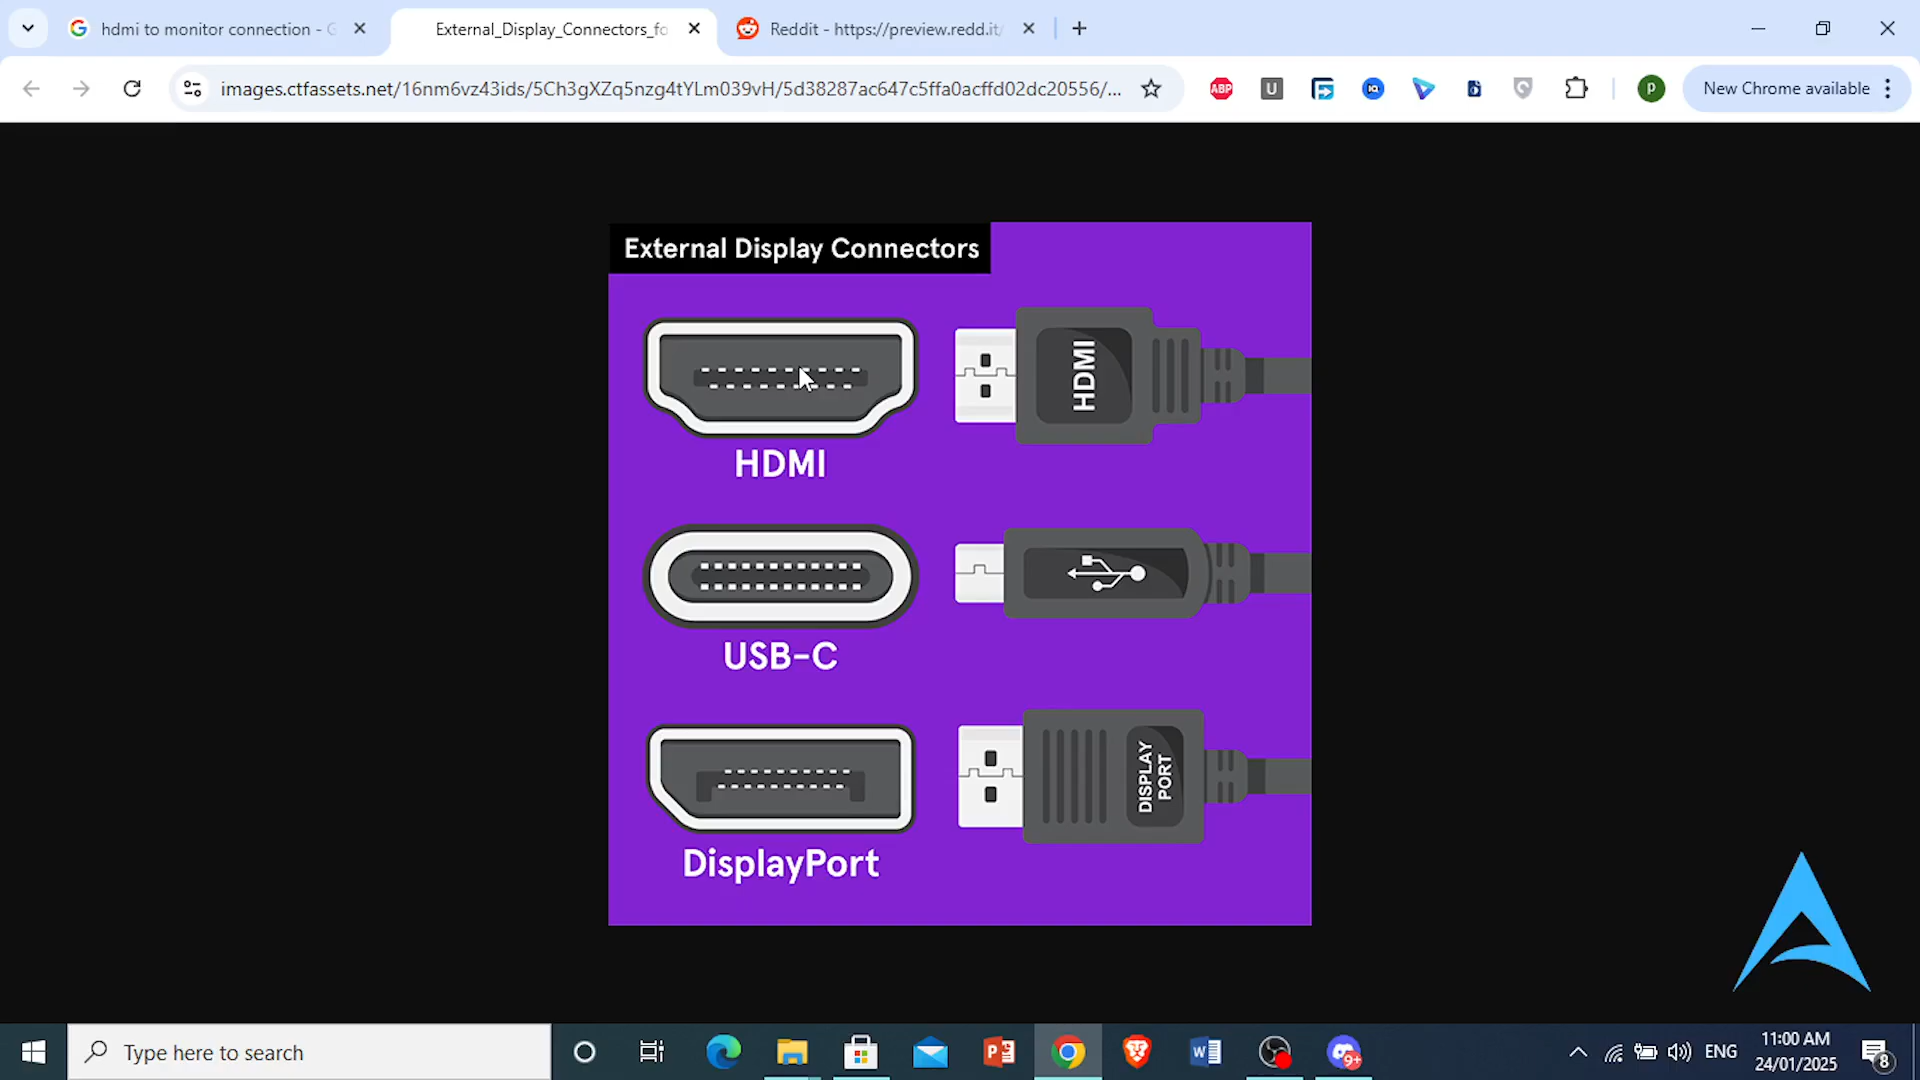 hdmi to monitor connection - G
External_Display_Connectors_fo
Reddit - https://preview.redd.it/
images.ctfassets.net/16nm6vz43ids/5Ch3gXZq5nzg4tYLm039vH/5d38287ac647c5ffa0acffd02dc20556/...
ABP
U
IQ
P
New Chrome available
External Display Connectors
HDMI
HDMI
USB-C
DISPLAY
PORT
DisplayPort
Type here to search
9+
ENG
11:00 AM
24/01/2025
8